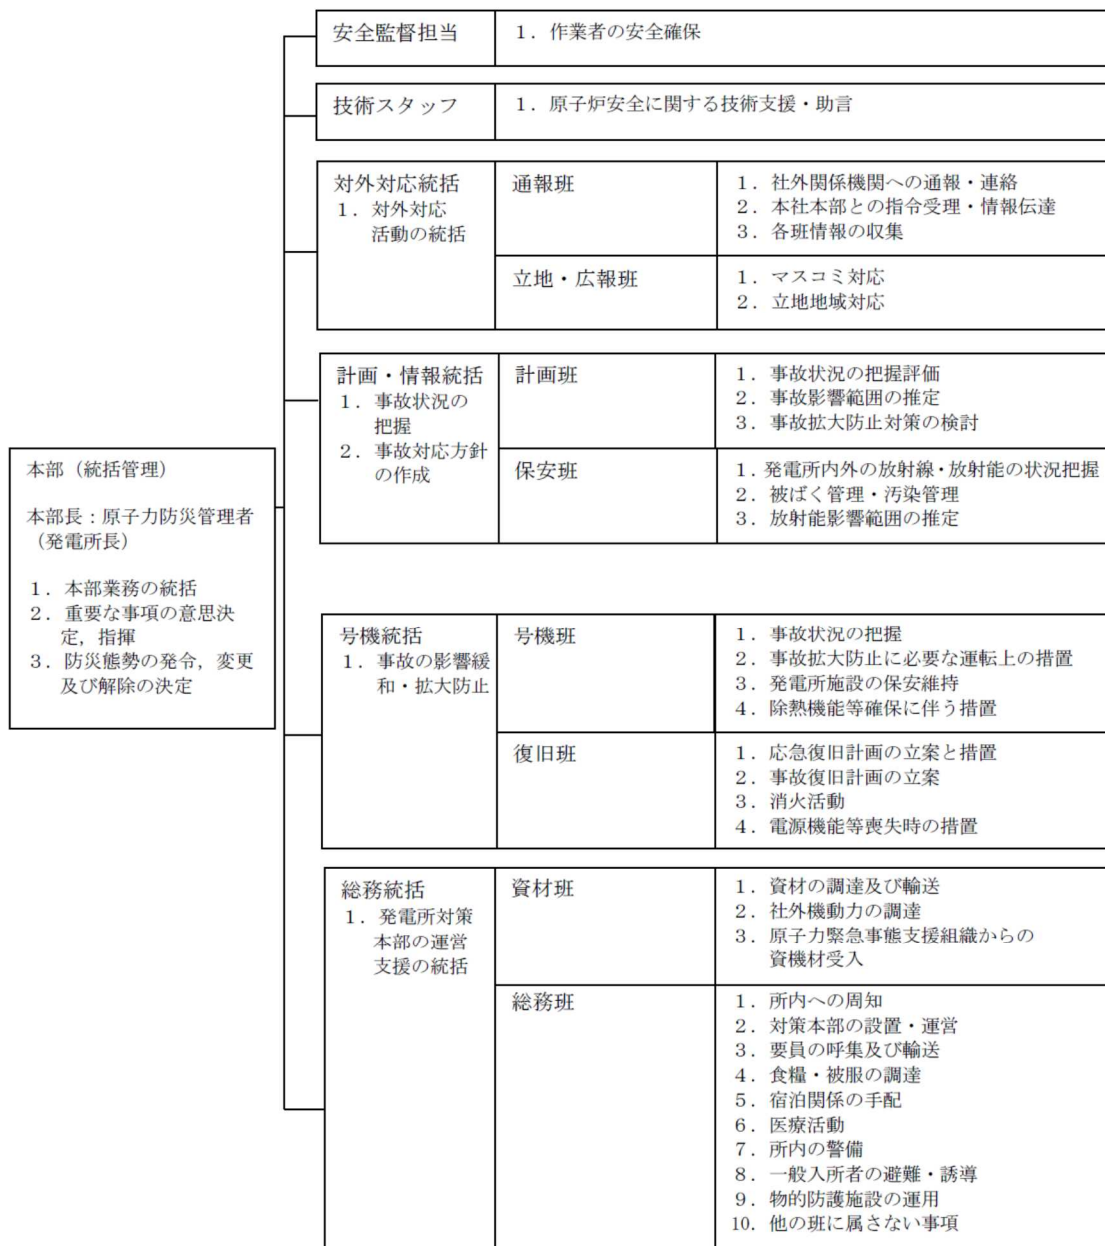 安全監督担当
１．作業者の安全確保
技術スタッフ
１．原子炉安全に関する技術支援・助言
対外対応統括
１．対外対応
活動の統括
通報班
１．社外関係機関への通報・連絡
２．本社本部との指令受理・情報伝達
３．各班情報の収集
立地・広報班
１．マスコミ対応
２．立地地域対応
計画・情報統括
１．事故状況の
把握
２．事故対応方針
の作成
計画班
１．事故状況の把握評価
２．事故影響範囲の推定
３．事故拡大防止対策の検討
保安班
１．発電所内外の放射線・放射能の状況把握
２．被ばく管理・汚染管理
３．放射能影響範囲の推定
本部（統括管理）
本部長：原子力防災管理者
（発電所長）
１．本部業務の統括
２．重要な事項の意思決
定，指揮
３．防災態勢の発令，変更
及び解除の決定
号機統括
１．事故の影響緩
和・拡大防止
号機班
１．事故状況の把握
２．事故拡大防止に必要な運転上の措置
３．発電所施設の保安維持
４．除熱機能等確保に伴う措置
復旧班
１．応急復旧計画の立案と措置
２．事故復旧計画の立案
３．消火活動
４．電源機能等喪失時の措置
総務統括
１．発電所対策
本部の運営
支援の統括
資材班
１．資材の調達及び輸送
２．社外機動力の調達
３．原子力緊急事態支援組織からの
資機材受入
総務班
１．所内への周知
２．対策本部の設置・運営
３．要員の呼集及び輸送
４．食糧・被服の調達
５．宿泊関係の手配
６．医療活動
７．所内の警備
８．一般入所者の避難・誘導
９．物的防護施設の運用
10．他の班に属さない事項